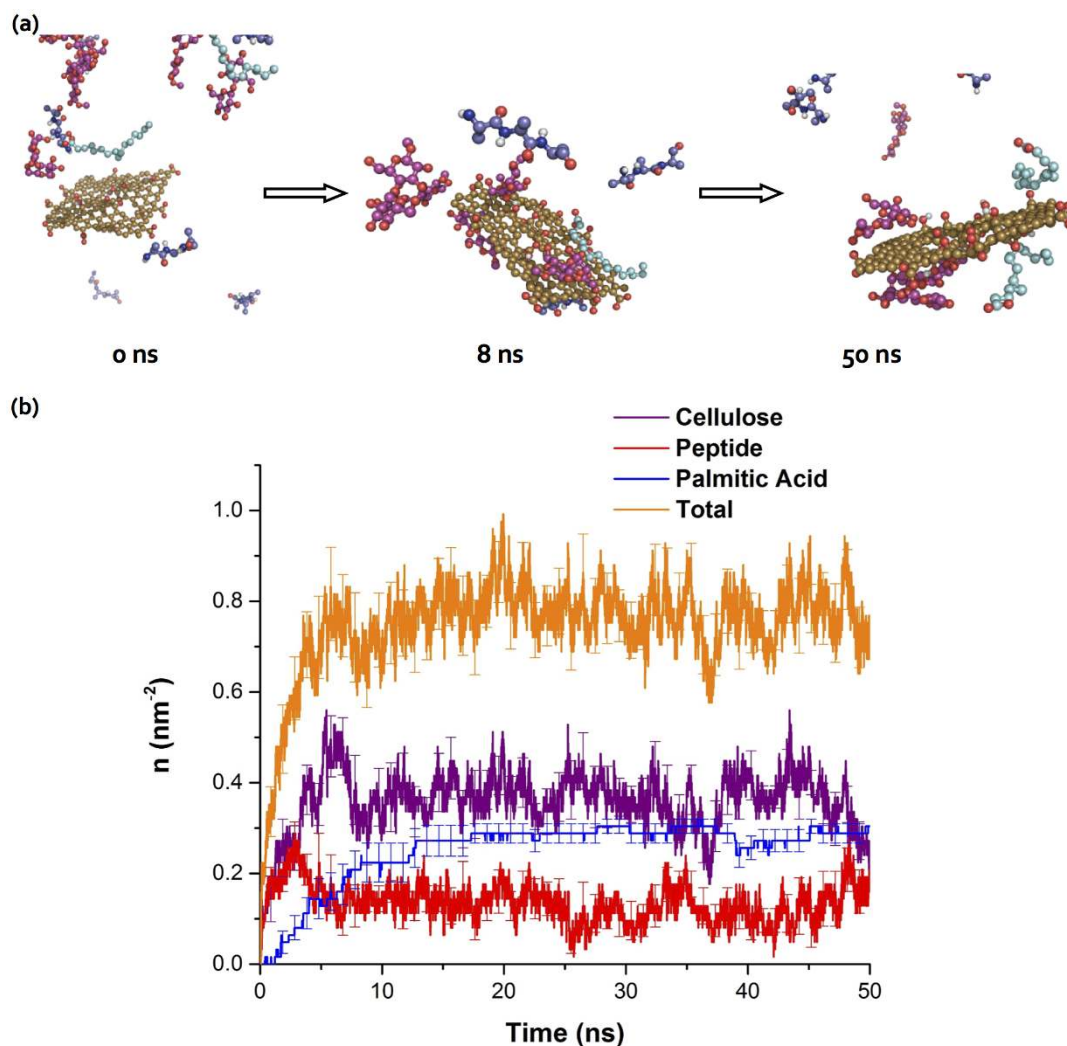 (a)
0 ns
8 ns
50 ns
(b)
Cellulose
Peptide
Palmitic Acid
Total
1.0
0.8
0.6
0.4
0.2
0.0
n (nm⁻²)
0 10 20 30 40 50
Time (ns)